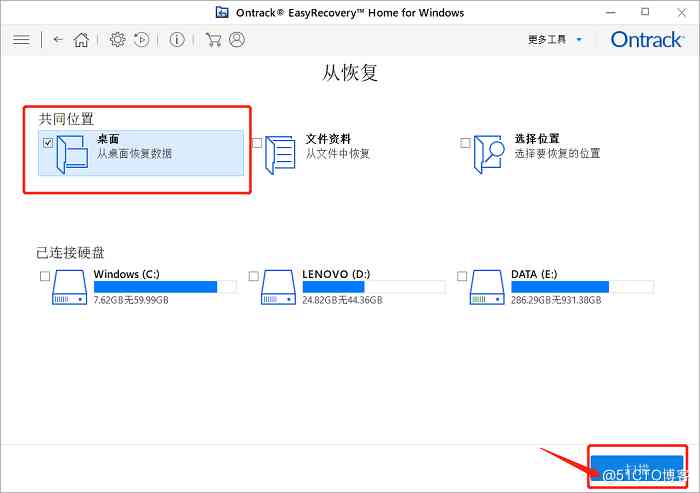 Ontrack® EasyRecovery™ Home for Windows
更多工具
Ontrack
从恢复
共同位置
桌面
从桌面恢复数据
文件资料
从文件中恢复
选择位置
选择要恢复的位置
已连接硬盘
Windows (C:)
7.62GB无59.99GB
LENOVO (D:)
24.82GB无44.36GB
DATA (E:)
286.29GB无931.38GB
扫描
@51CTO博客